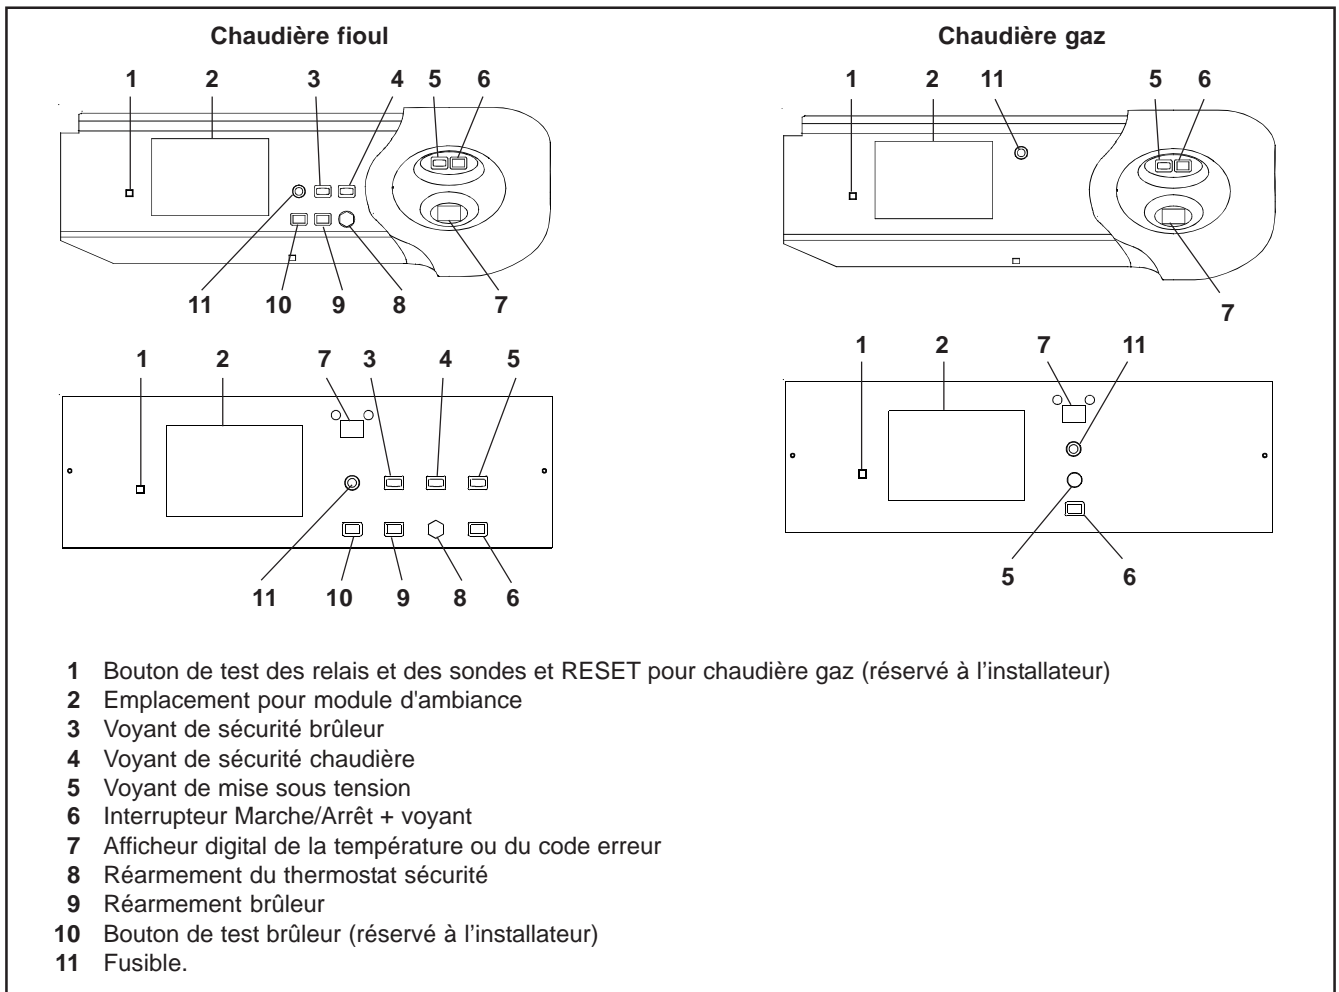 Chaudière fioul
Chaudière gaz
1 2 3 4 5 6
1 2 11 5 6
11 10 9 8 7
7
1 2 7 3 4 5
1 2 7 11
11 10 9 8 6
5 6
1 Bouton de test des relais et des sondes et RESET pour chaudière gaz (réservé à l'installateur)
2 Emplacement pour module d'ambiance
3 Voyant de sécurité brûleur
4 Voyant de sécurité chaudière
5 Voyant de mise sous tension
6 Interrupteur Marche/Arrêt + voyant
7 Afficheur digital de la température ou du code erreur
8 Réarmement du thermostat sécurité
9 Réarmement brûleur
10 Bouton de test brûleur (réservé à l'installateur)
11 Fusible.